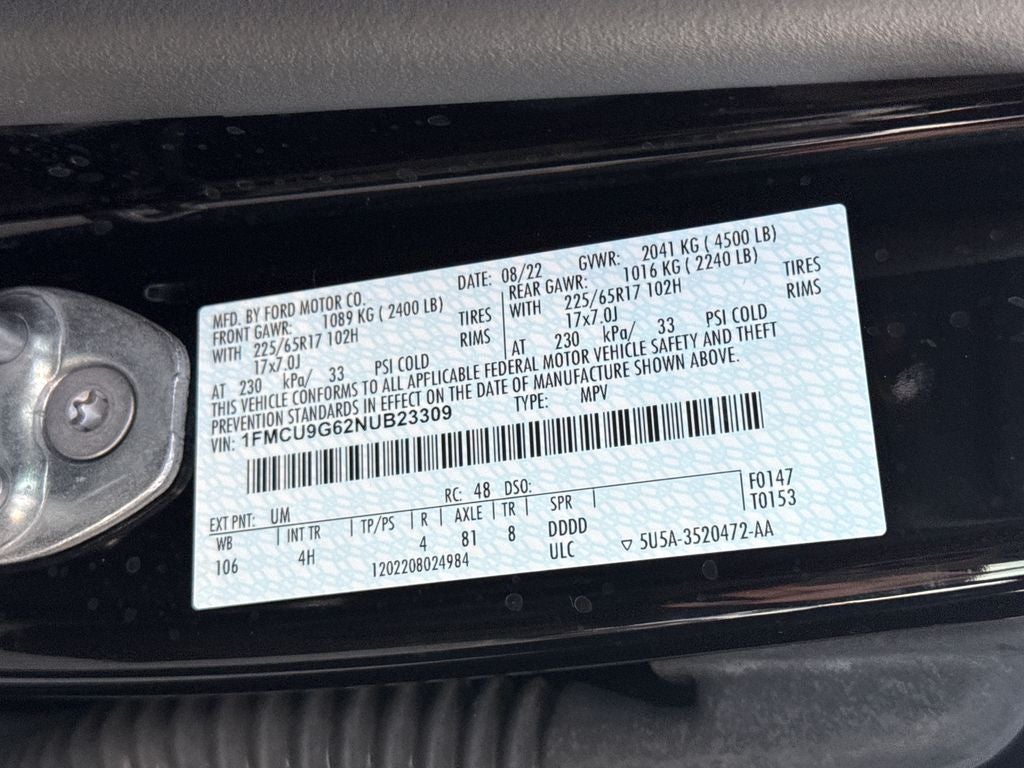 MFD. BY FORD MOTOR CO. DATE: 08/22 GVWR: 2041 KG ( 4500 LB)
FRONT GAWR: 1089 KG ( 2400 LB) REAR GAWR: 1016 KG ( 2240 LB)
WITH 225/65R17 102H TIRES WITH 225/65R17 102H TIRES
17x7.0J RIMS 17x7.0J RIMS
AT 230 kPa/ 33 PSI COLD AT 230 kPa/ 33 PSI COLD
THIS VEHICLE CONFORMS TO ALL APPLICABLE FEDERAL MOTOR VEHICLE SAFETY AND THEFT
PREVENTION STANDARDS IN EFFECT ON THE DATE OF MANUFACTURE SHOWN ABOVE.
VIN: 1FMCU9G62NUB23309 TYPE: MPV
F0147
T0153
EXT PNT: UM RC: 48 DSO:
WB INT TR TP/PS R AXLE TR SPR
106 4H 4 81 8 DDDD
1202208024984 ULC ▽ 5U5A-3520472-AA